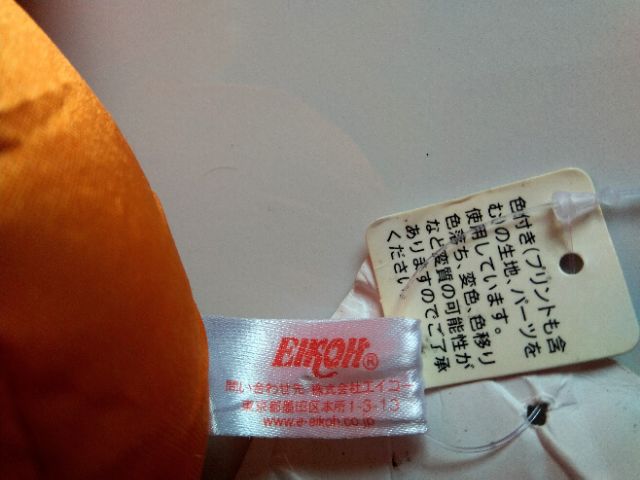 色付き(プリントも含
む)の生地、パーツを
使用しています。
色落ち、変色、色移り
など変質の可能性が
ありますのでご了承
ください。
EIKOH®
問い合わせ先 株式会社エイコー
東京都墨田区本所1-3-13
www.e-eikoh.co.jp